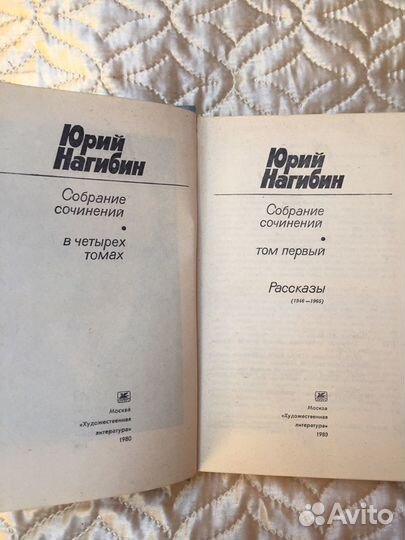 Юрий
Нагибин
Собрание
сочинений
•
в четырех
томах
Москва
«Художественная
литература»
1980
Юрий
Нагибин
Собрание
сочинений
•
том первый
Рассказы
(1946—1965)
Москва
«Художественная
литература»
1980
Avito